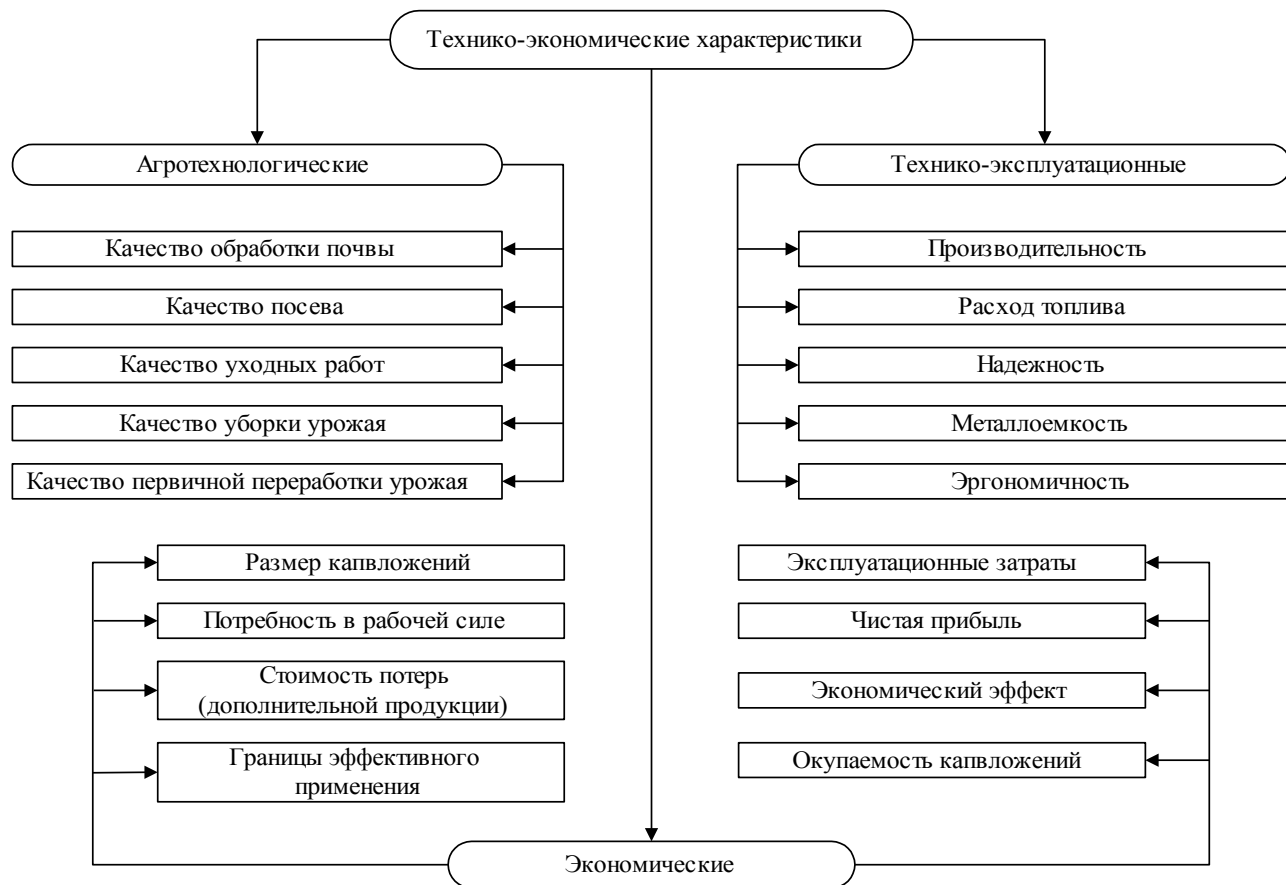 Технико-экономические характеристики
Агротехнологические
Качество обработки почвы
Качество посева
Качество уходных работ
Качество уборки урожая
Качество первичной переработки урожая
Технико-эксплуатационные
Производительность
Расход топлива
Надежность
Металлоемкость
Эргономичность
Размер капвложений
Потребность в рабочей силе
Стоимость потерь
(дополнительной продукции)
Границы эффективного
применения
Эксплуатационные затраты
Чистая прибыль
Экономический эффект
Окупаемость капвложений
Экономические